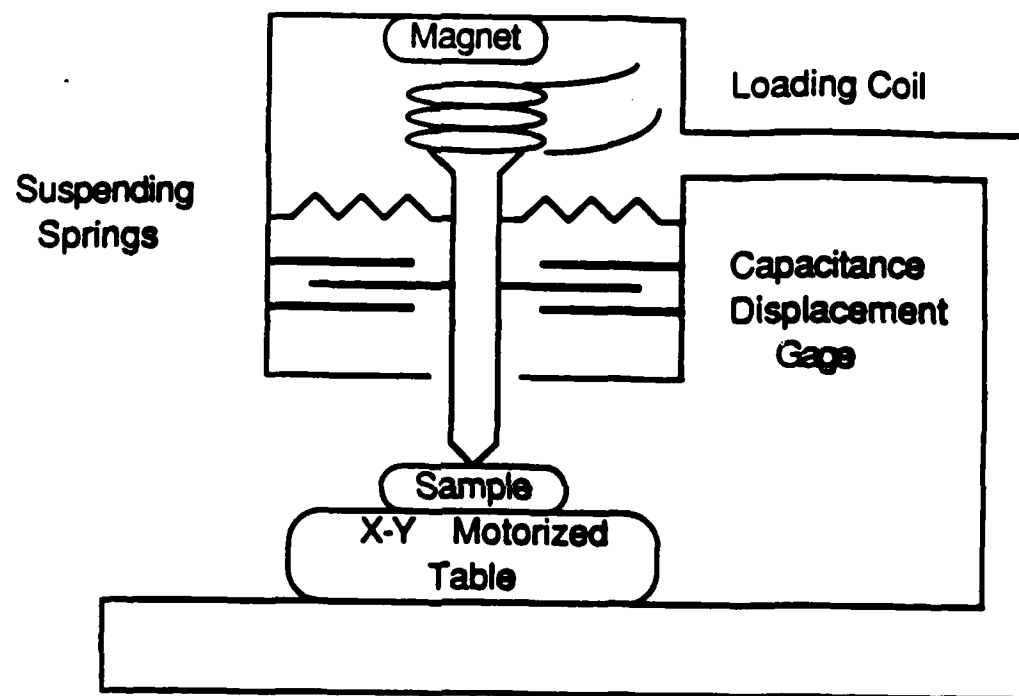 Magnet
Loading Coil
Suspending
Springs
Capacitance
Displacement
Gage
Sample
X-Y Motorized
Table